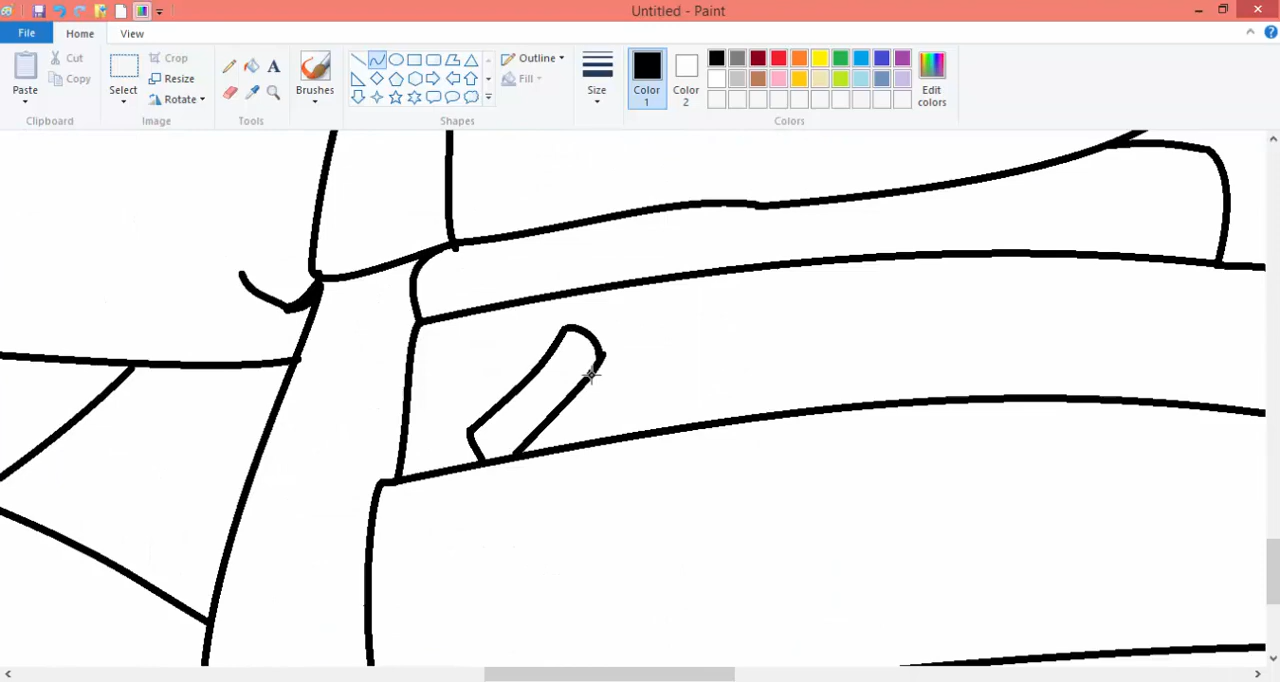 Untitled - Paint
File
Home
View
Paste
Cut
Copy
Clipboard
Select
Crop
Resize
Rotate
Image
A
Tools
Brushes
Outline
Fill
Shapes
Size
Color
1
Color
2
Edit
colors
Colors